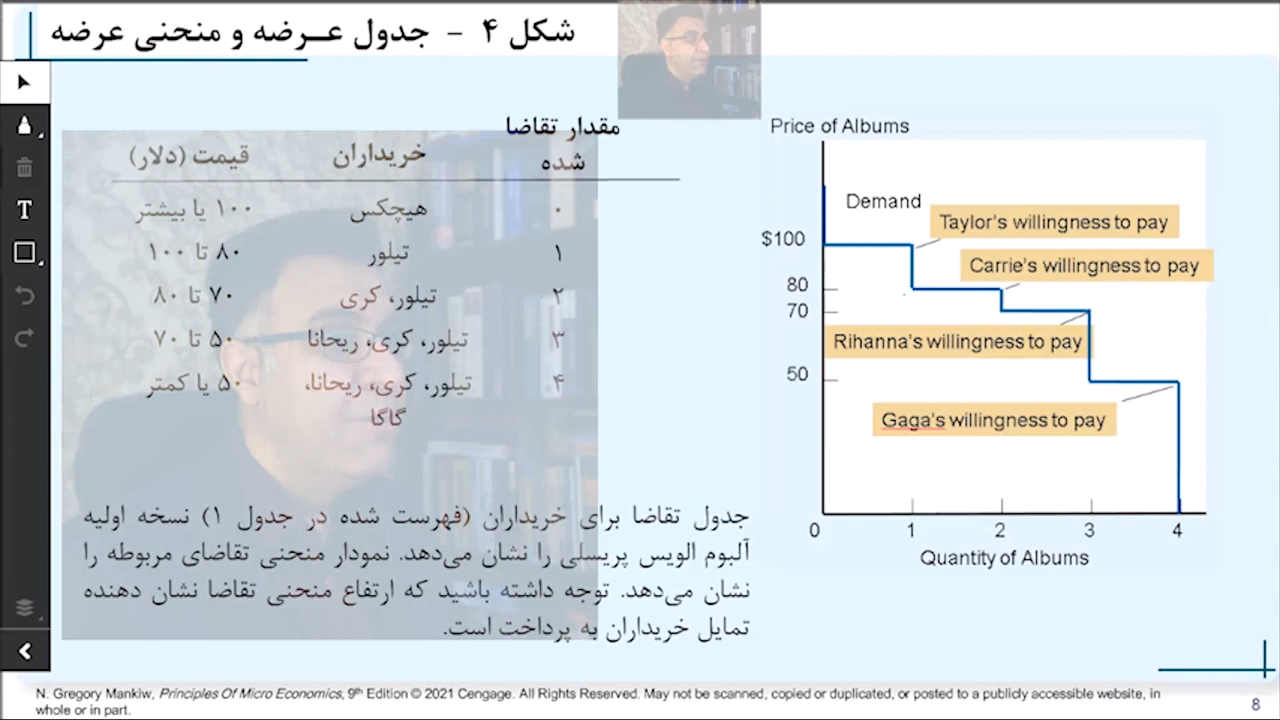 شکل ۴ - جدول عـــرضه و منحنی عرضه
مقدار تقاضا
شده
خریداران
قیمت (دلار)
۰ هیچکس ۱۰۰ یا بیشتر
۱ تیلور ۸۰ تا ۱۰۰
۲ تیلور، کری ۷۰ تا ۸۰
۳ تیلور، کری، ریحانا ۵۰ تا ۷۰
۴ تیلور، کری، ریحانا، ۵۰ یا کمتر
گاگا
جدول تقاضا برای خریداران (فهرست شده در جدول ۱) نسخه اولیه
آلبوم الویس پریسلی را نشان می‌دهد. نمودار منحنی تقاضای مربوطه را
نشان می‌دهد. توجه داشته باشید که ارتفاع منحنی تقاضا نشان دهنده
تمایل خریداران به پرداخت است.
Price of Albums
Demand
Taylor's willingness to pay
$100
Carrie's willingness to pay
80
70
Rihanna's willingness to pay
50
Gaga's willingness to pay
0 1 2 3 4
Quantity of Albums
T
N. Gregory Mankiw, Principles Of Micro Economics, 9th Edition © 2021 Cengage. All Rights Reserved. May not be scanned, copied or duplicated, or posted to a publicly accessible website, in
whole or in part.
8